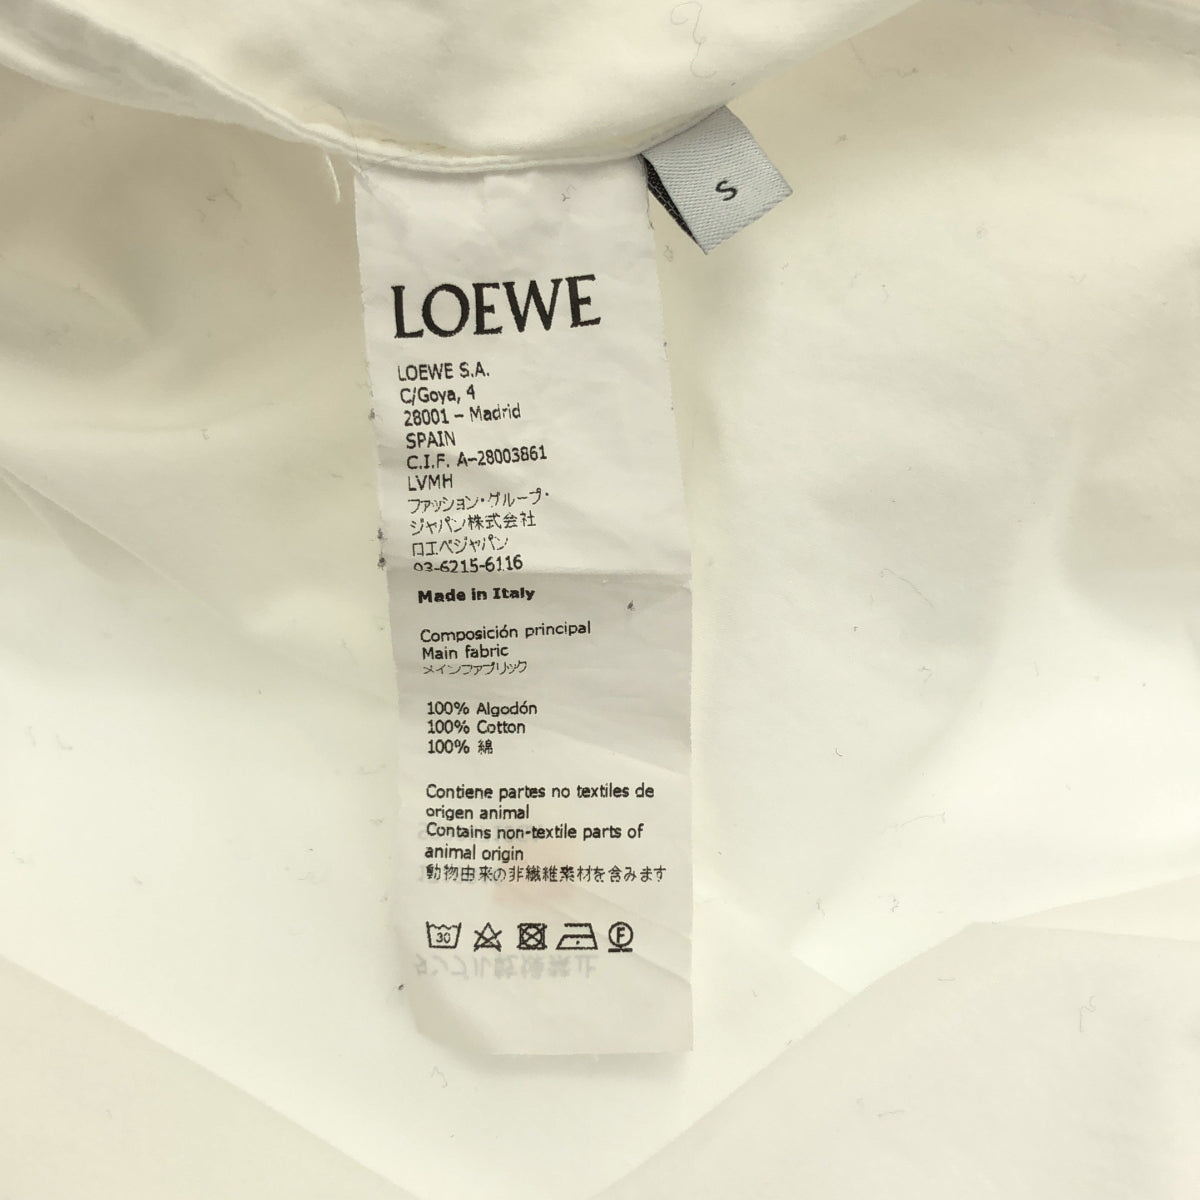 S
LOEWE
LOEWE S.A.
C/Goya, 4
28001 – Madrid
SPAIN
C.I.F. A-28003861
LVMH
ファッション・グループ・
ジャパン株式会社
ロエベジャパン
03-6215-6116
Made in Italy
Composición principal
Main fabric
メインファブリック
100% Algodón
100% Cotton
100% 綿
Contiene partes no textiles de
origen animal
Contains non-textile parts of
animal origin
動物由来の非繊維素材を含みます
30 F